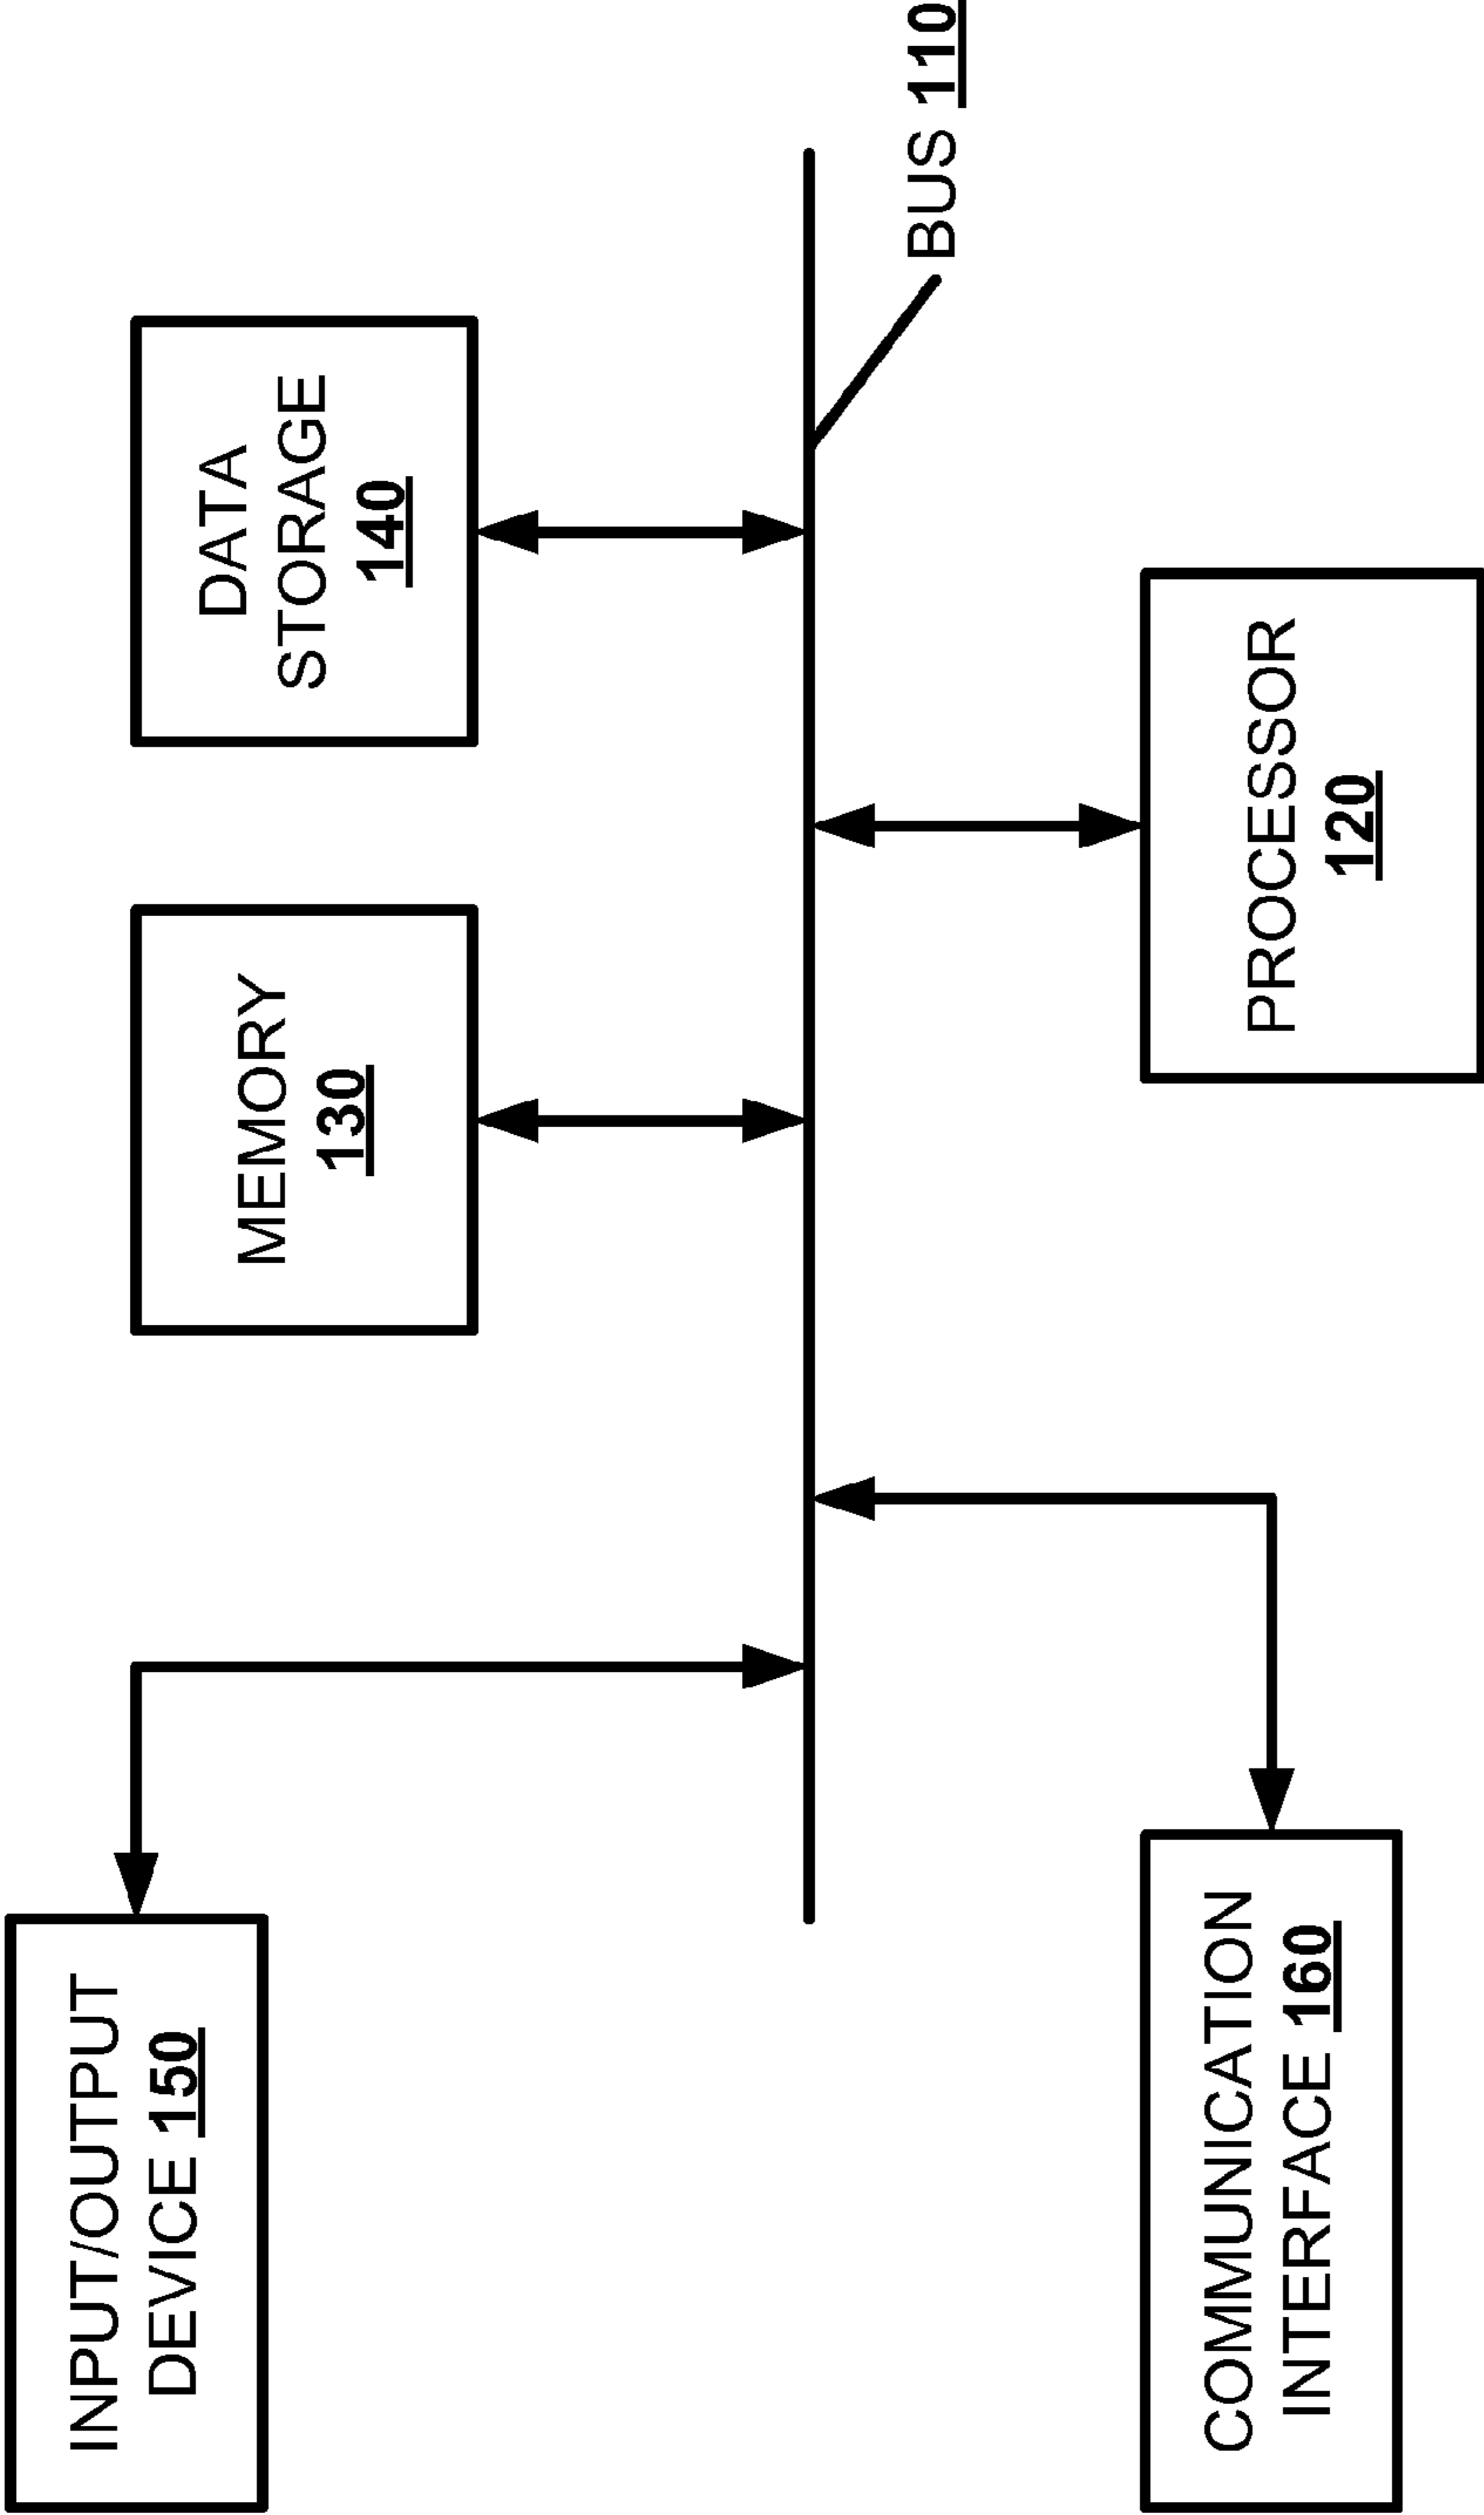 INPUT/OUTPUT
DEVICE 150
MEMORY
130
DATA
STORAGE
140
BUS 110
COMMUNICATION
INTERFACE 160
PROCESSOR
120